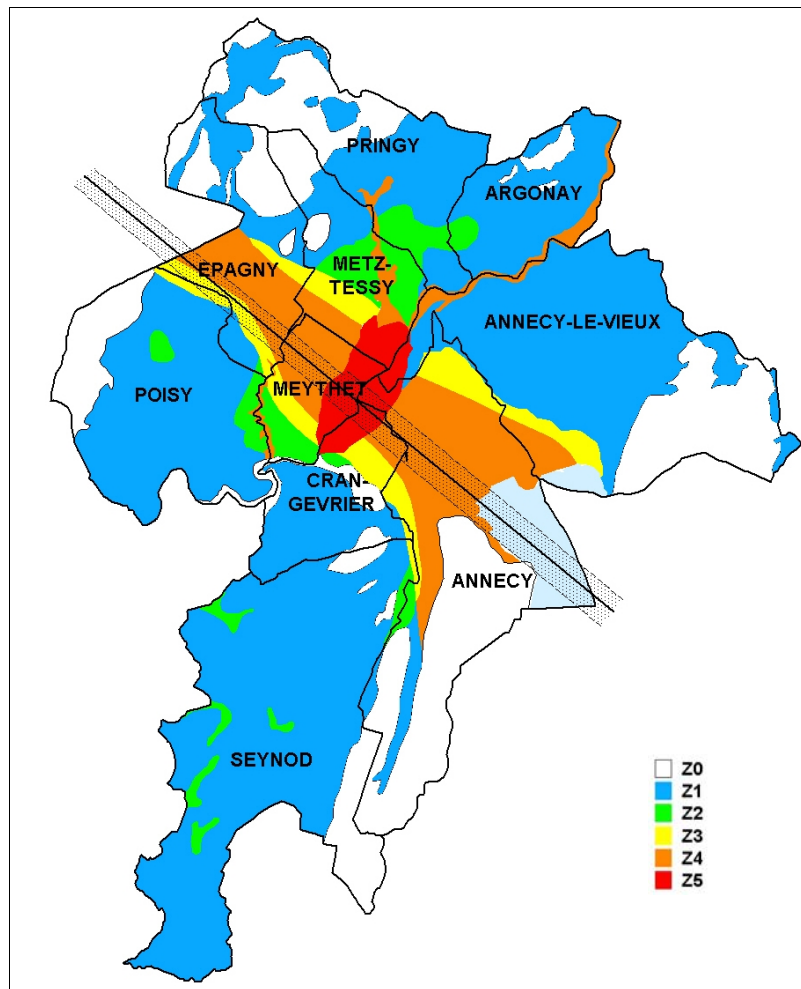 PRINGY
ARGONAY
EPAGNY
METZ-
TESSY
ANNECY-LE-VIEUX
POISY
MEYTHET
CRAN-
GEVRIER
ANNECY
SEYNOD
Z0
Z1
Z2
Z3
Z4
Z5